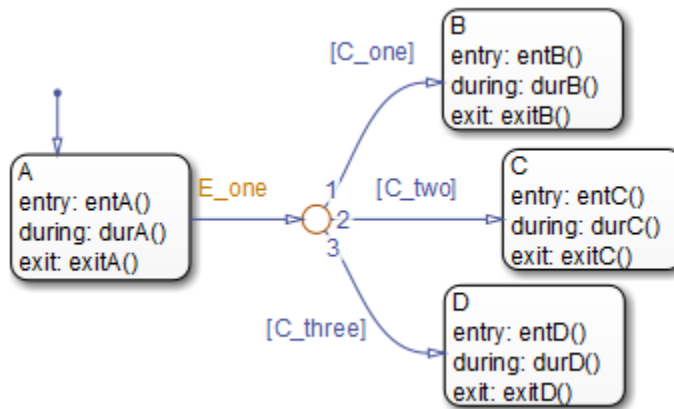 B
entry: entB()
during: durB()
exit: exitB()
[C_one]
A
entry: entA()
during: durA()
exit: exitA()
E_one
1
2
3
[C_two]
C
entry: entC()
during: durC()
exit: exitC()
[C_three]
D
entry: entD()
during: durD()
exit: exitD()